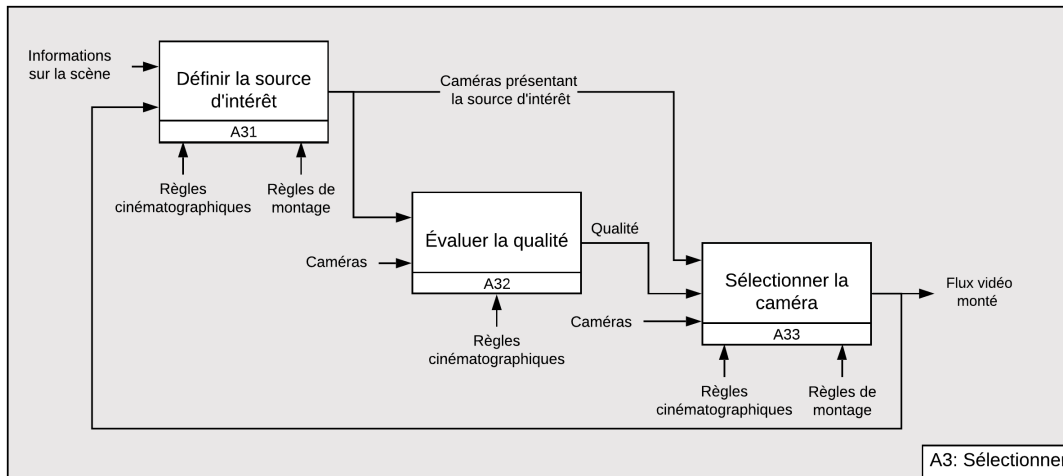 Informations
sur la scène
Définir la source
d'intérêt
A31
Règles
cinématographiques
Règles de
montage
Caméras présentant
la source d'intérêt
Évaluer la qualité
A32
Caméras
Règles
cinématographiques
Qualité
Sélectionner la
caméra
A33
Caméras
Règles
cinématographiques
Règles de
montage
Flux vidéo
monté
A3: Sélectionner